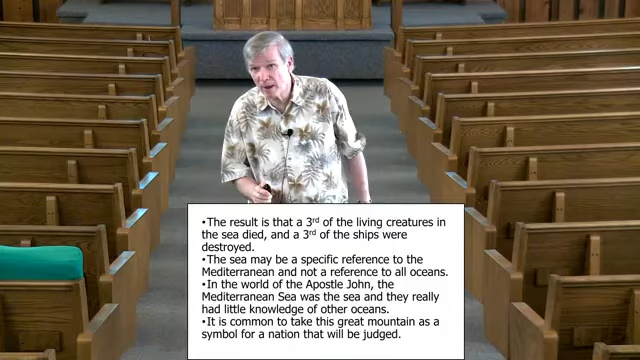 •The result is that a 3rd of the living creatures in
the sea died, and a 3rd of the ships were
destroyed.
•The sea may be a specific reference to the
Mediterranean and not a reference to all oceans.
•In the world of the Apostle John, the
Mediterranean Sea was the sea and they really
had little knowledge of other oceans.
•It is common to take this great mountain as a
symbol for a nation that will be judged.